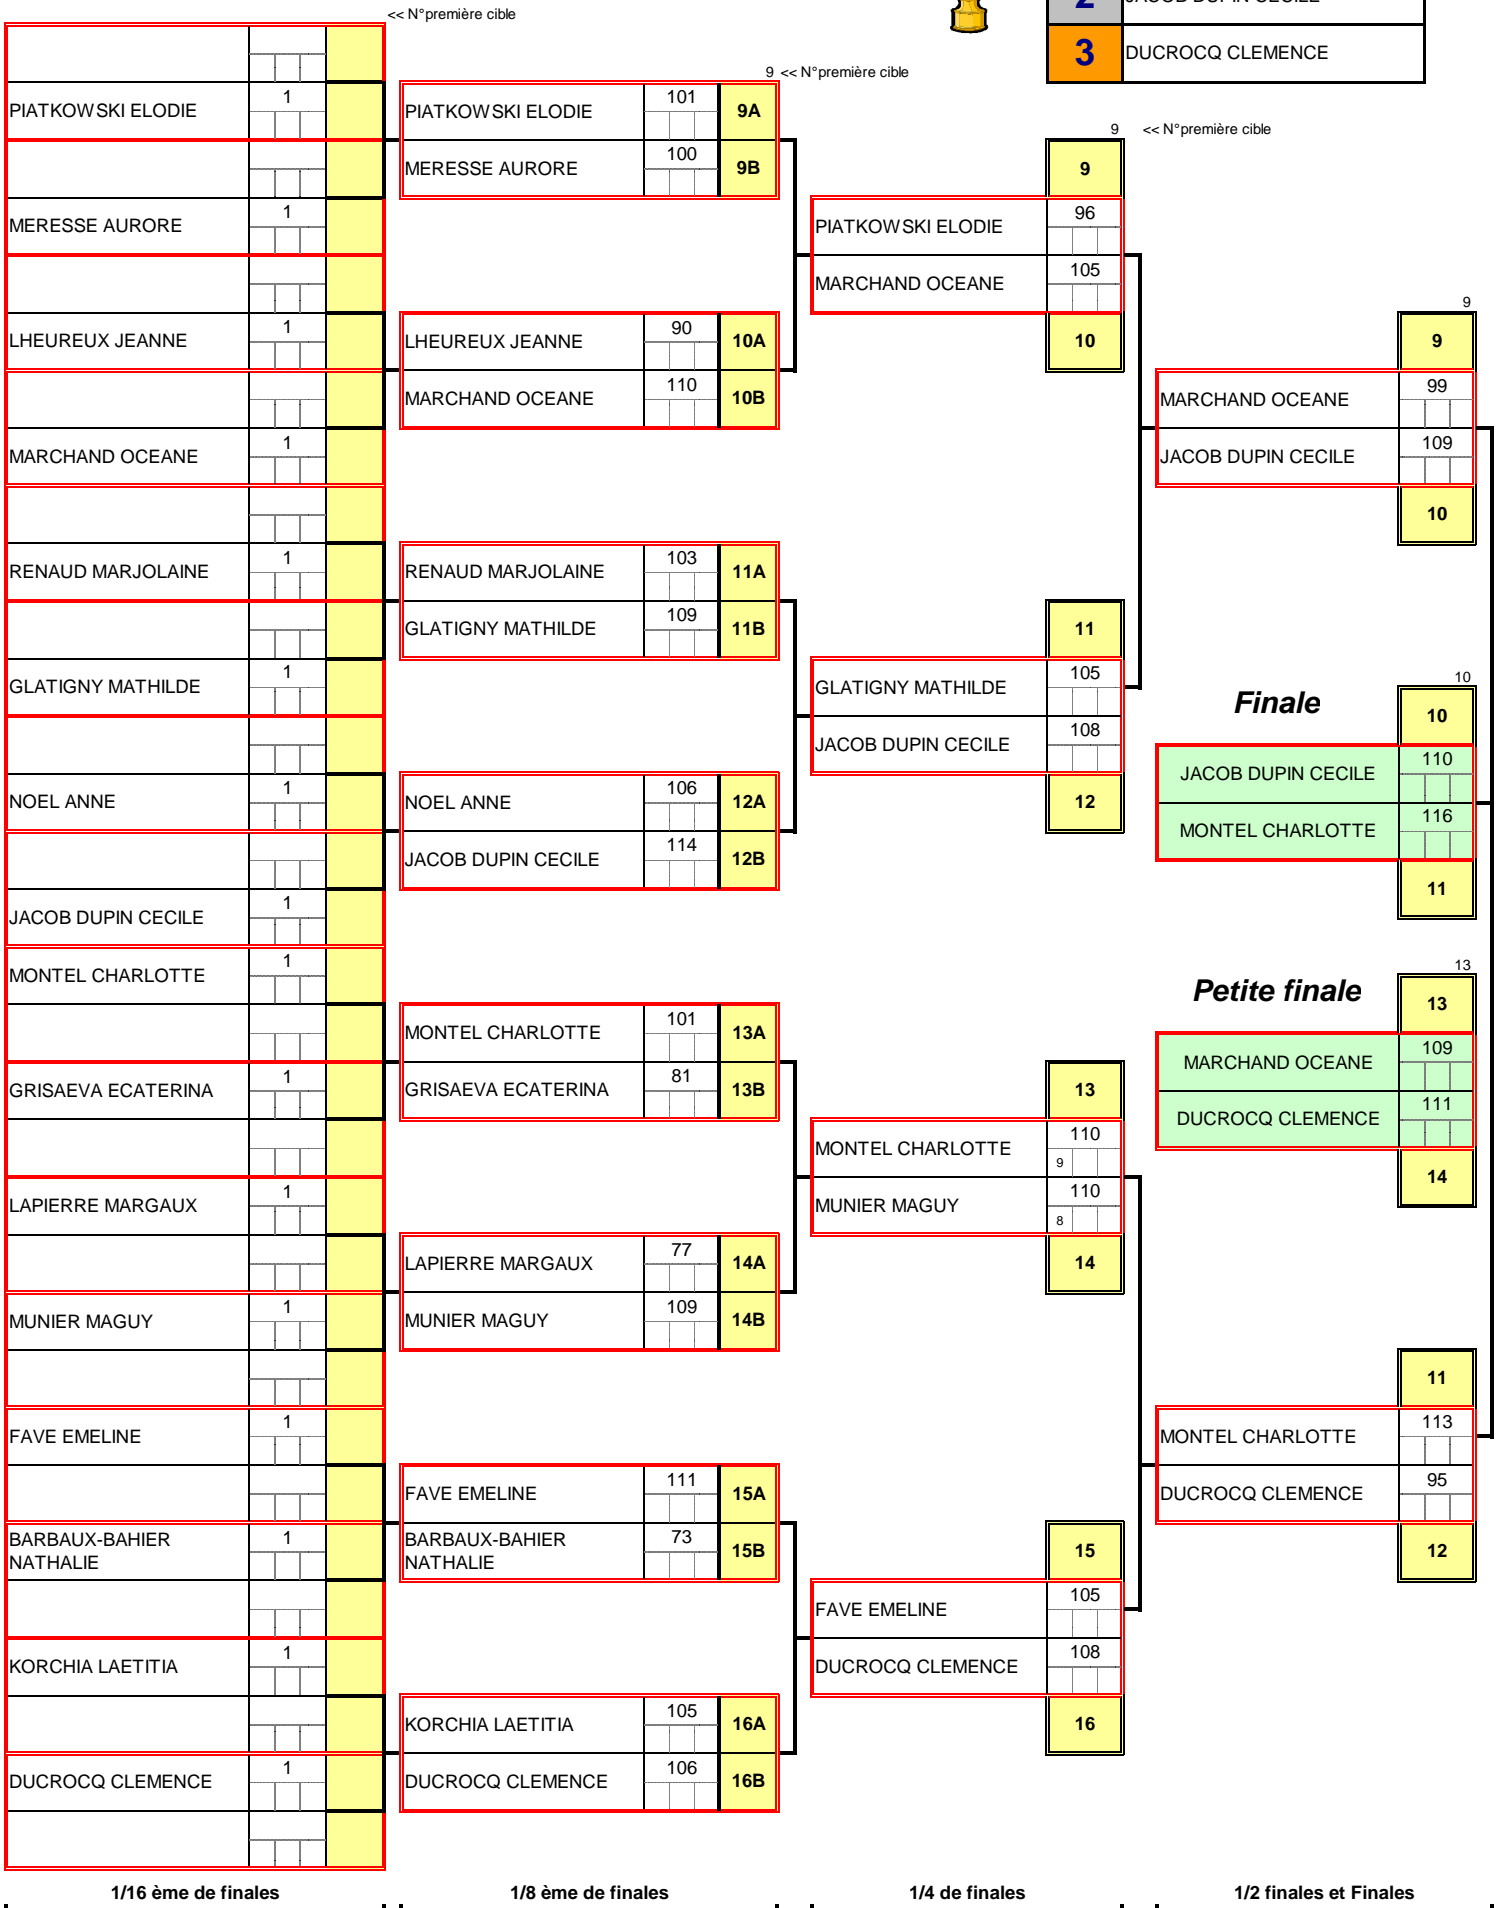 << N°première cible
2 JACOB DUPIN CECILE
3 DUCROCQ CLEMENCE
9 << N°première cible
9 << N°première cible
PIATKOWSKI ELODIE 1
MERESSE AURORE 1
LHEUREUX JEANNE 1
MARCHAND OCEANE 1
RENAUD MARJOLAINE 1
GLATIGNY MATHILDE 1
NOEL ANNE 1
JACOB DUPIN CECILE 1
MONTEL CHARLOTTE 1
GRISAEVA ECATERINA 1
LAPIERRE MARGAUX 1
MUNIER MAGUY 1
FAVE EMELINE 1
BARBAUX-BAHIER
NATHALIE 1
KORCHIA LAETITIA 1
DUCROCQ CLEMENCE 1
1/16 ème de finales
PIATKOWSKI ELODIE 101 9A
MERESSE AURORE 100 9B
LHEUREUX JEANNE 90 10A
MARCHAND OCEANE 110 10B
RENAUD MARJOLAINE 103 11A
GLATIGNY MATHILDE 109 11B
NOEL ANNE 106 12A
JACOB DUPIN CECILE 114 12B
MONTEL CHARLOTTE 101 13A
GRISAEVA ECATERINA 81 13B
LAPIERRE MARGAUX 77 14A
MUNIER MAGUY 109 14B
FAVE EMELINE 111 15A
BARBAUX-BAHIER
NATHALIE 73 15B
KORCHIA LAETITIA 105 16A
DUCROCQ CLEMENCE 106 16B
1/8 ème de finales
9
PIATKOWSKI ELODIE 96
MARCHAND OCEANE 105
10
11
GLATIGNY MATHILDE 105
JACOB DUPIN CECILE 108
12
13
MONTEL CHARLOTTE 110
9
MUNIER MAGUY 110
8
14
15
FAVE EMELINE 105
DUCROCQ CLEMENCE 108
16
1/4 de finales
9
9
MARCHAND OCEANE 99
JACOB DUPIN CECILE 109
10
10
Finale
10
JACOB DUPIN CECILE 110
MONTEL CHARLOTTE 116
11
13
Petite finale
13
MARCHAND OCEANE 109
DUCROCQ CLEMENCE 111
14
11
MONTEL CHARLOTTE 113
DUCROCQ CLEMENCE 95
12
1/2 finales et Finales